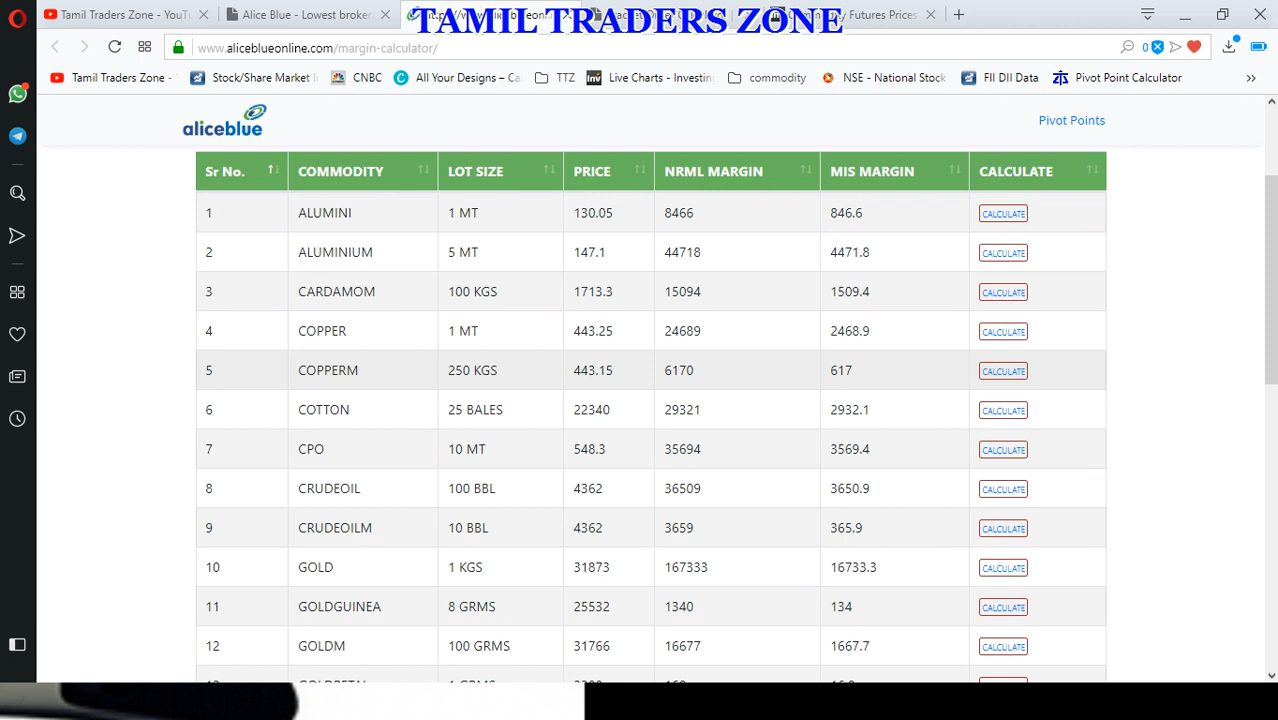 Tamil Traders Zone - YouT
Alice Blue - Lowest broker
TAMIL TRADERS ZONE
Futures Prices
www.aliceblueonline.com/margin-calculator/
0
Tamil Traders Zone -
Stock/Share Market I
CNBC
All Your Designs – Ca
TTZ
Inv Live Charts - Investing
commodity
NSE - National Stock
FII DII Data
Pivot Point Calculator
aliceblue
Pivot Points
Sr No. COMMODITY LOT SIZE PRICE NRML MARGIN MIS MARGIN CALCULATE
1 ALUMINI 1 MT 130.05 8466 846.6 CALCULATE
2 ALUMINIUM 5 MT 147.1 44718 4471.8 CALCULATE
3 CARDAMOM 100 KGS 1713.3 15094 1509.4 CALCULATE
4 COPPER 1 MT 443.25 24689 2468.9 CALCULATE
5 COPPERM 250 KGS 443.15 6170 617 CALCULATE
6 COTTON 25 BALES 22340 29321 2932.1 CALCULATE
7 CPO 10 MT 548.3 35694 3569.4 CALCULATE
8 CRUDEOIL 100 BBL 4362 36509 3650.9 CALCULATE
9 CRUDEOILM 10 BBL 4362 3659 365.9 CALCULATE
10 GOLD 1 KGS 31873 167333 16733.3 CALCULATE
11 GOLDGUINEA 8 GRMS 25532 1340 134 CALCULATE
12 GOLDM 100 GRMS 31766 16677 1667.7 CALCULATE